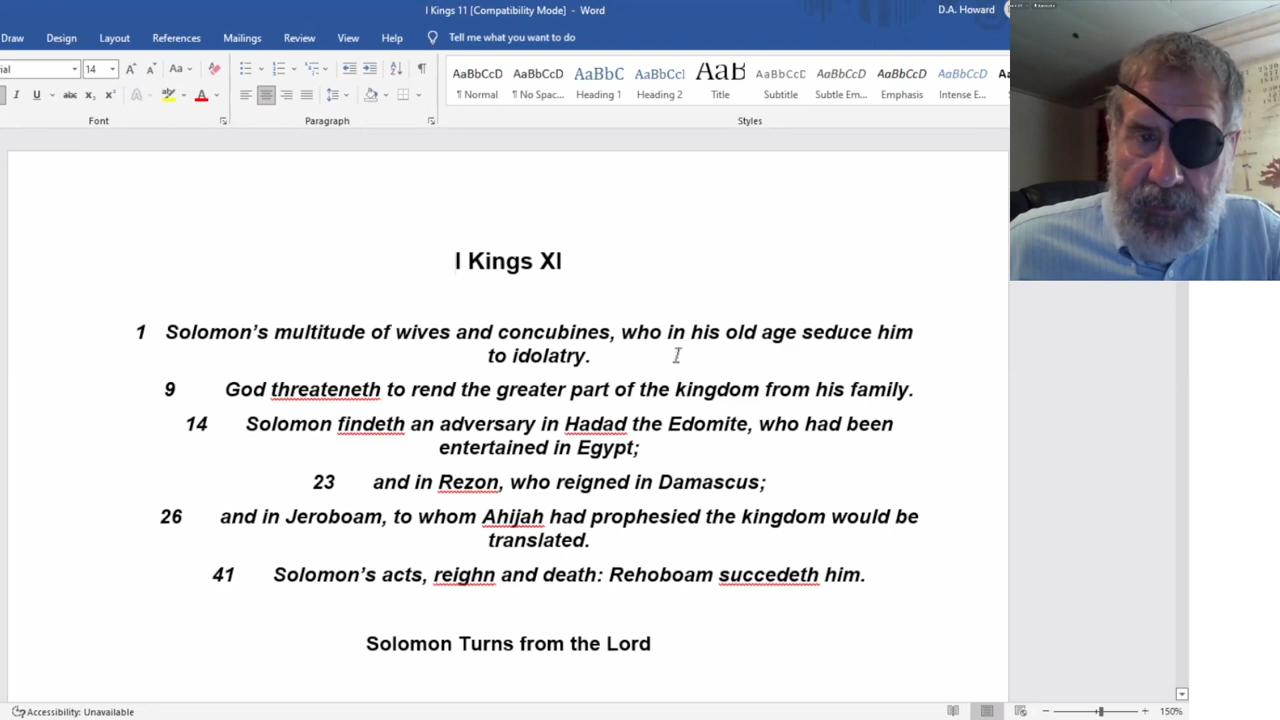 I Kings 11 [Compatibility Mode] - Word
D.A. Howard
Draw Design Layout References Mailings Review View Help Tell me what you want to do
ial 14 Aa
AaBbCcD AaBbCcD AaBbC AaBbCcl AaB AaBbCcD AaBbCcD AaBbCcD AaBbCcD
¶ Normal ¶ No Spac... Heading 1 Heading 2 Title Subtitle Subtle Em... Emphasis Intense E...
Font Paragraph Styles
I Kings XI
1 Solomon’s multitude of wives and concubines, who in his old age seduce him
to idolatry.
9 God threateneth to rend the greater part of the kingdom from his family.
14 Solomon findeth an adversary in Hadad the Edomite, who had been
entertained in Egypt;
23 and in Rezon, who reigned in Damascus;
26 and in Jeroboam, to whom Ahijah had prophesied the kingdom would be
translated.
41 Solomon’s acts, reighn and death: Rehoboam succedeth him.
Solomon Turns from the Lord
Accessibility: Unavailable
150%